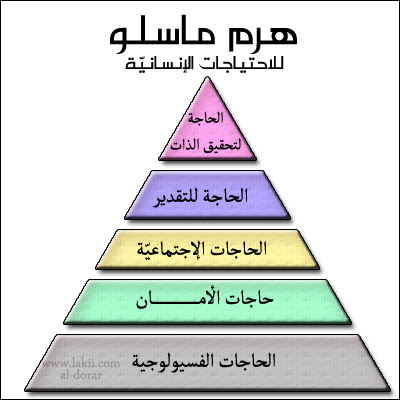 هرم ماسلو
للاحتياجات الإنسانيّة
الحاجة
لتحقيق الذات
الحاجة للتقدير
الحاجات الإجتماعيّة
حاجات الأمـــــــان
الحاجات الفسيولوجية
www.lakii.com
al-dorar